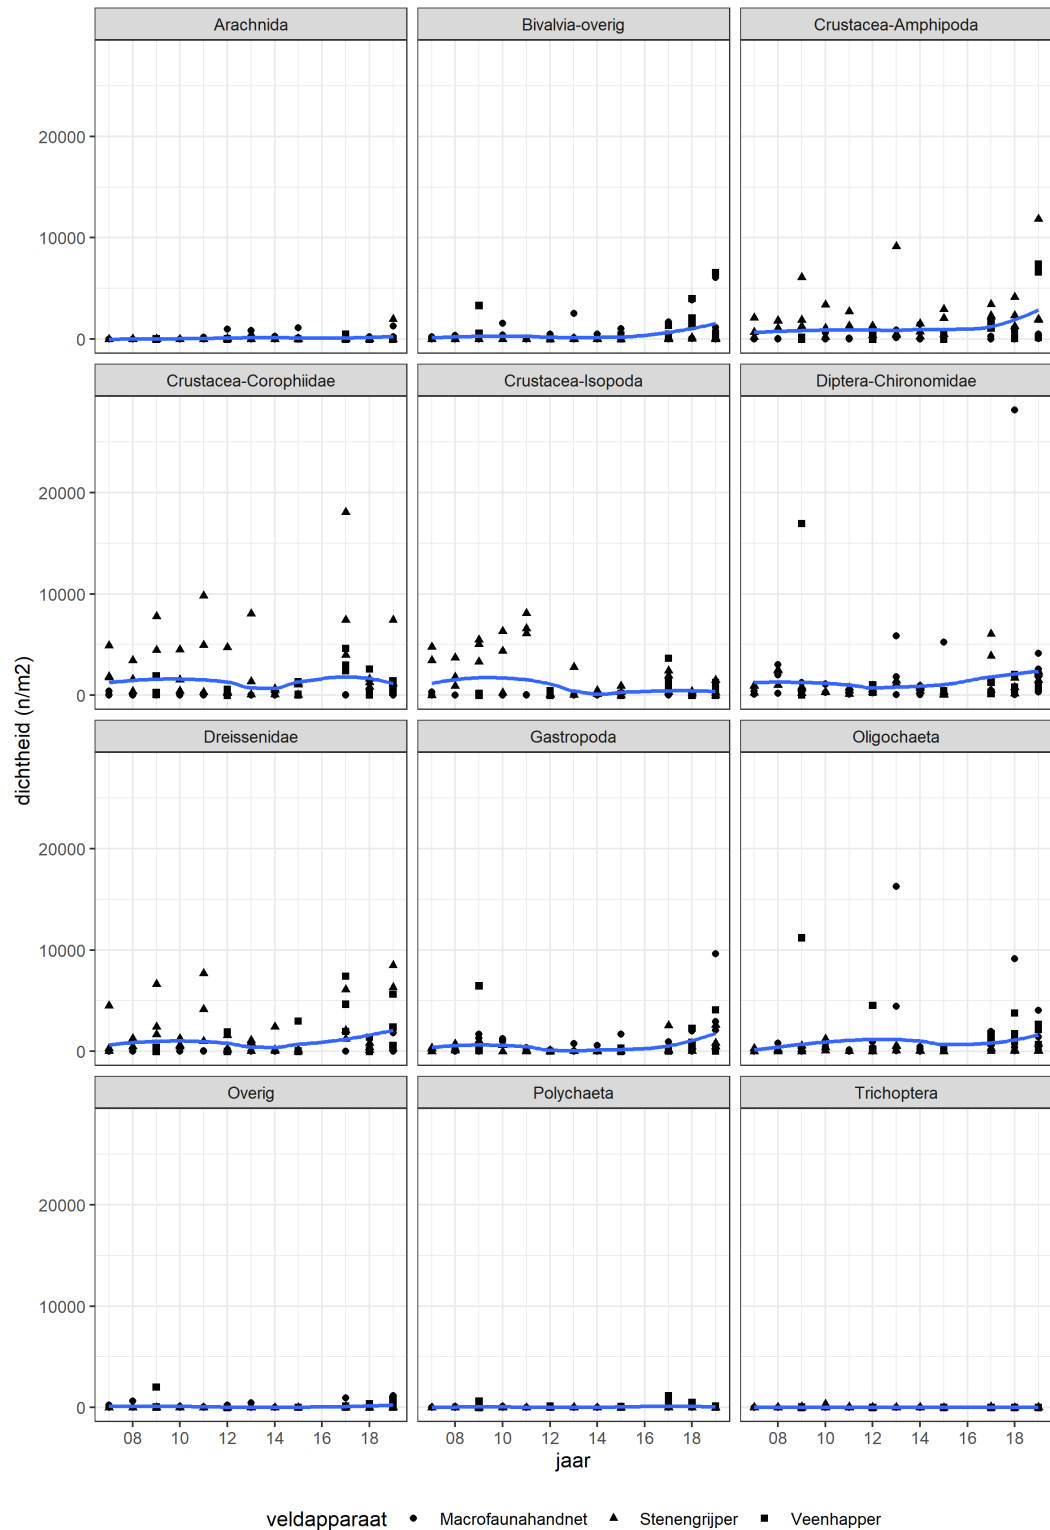 Arachnida Bivalvia-overig Crustacea-Amphipoda
20000
10000
0
Crustacea-Corophiidae Crustacea-Isopoda Diptera-Chironomidae
20000
10000
0
Dreissenidae Gastropoda Oligochaeta
20000
10000
0
Overig Polychaeta Trichoptera
20000
10000
0
08 10 12 14 16 18 08 10 12 14 16 18 08 10 12 14 16 18
dichtheid (n/m2)
jaar
veldapparaat Macrofaunahandnet Stenengrijper Veenhapper